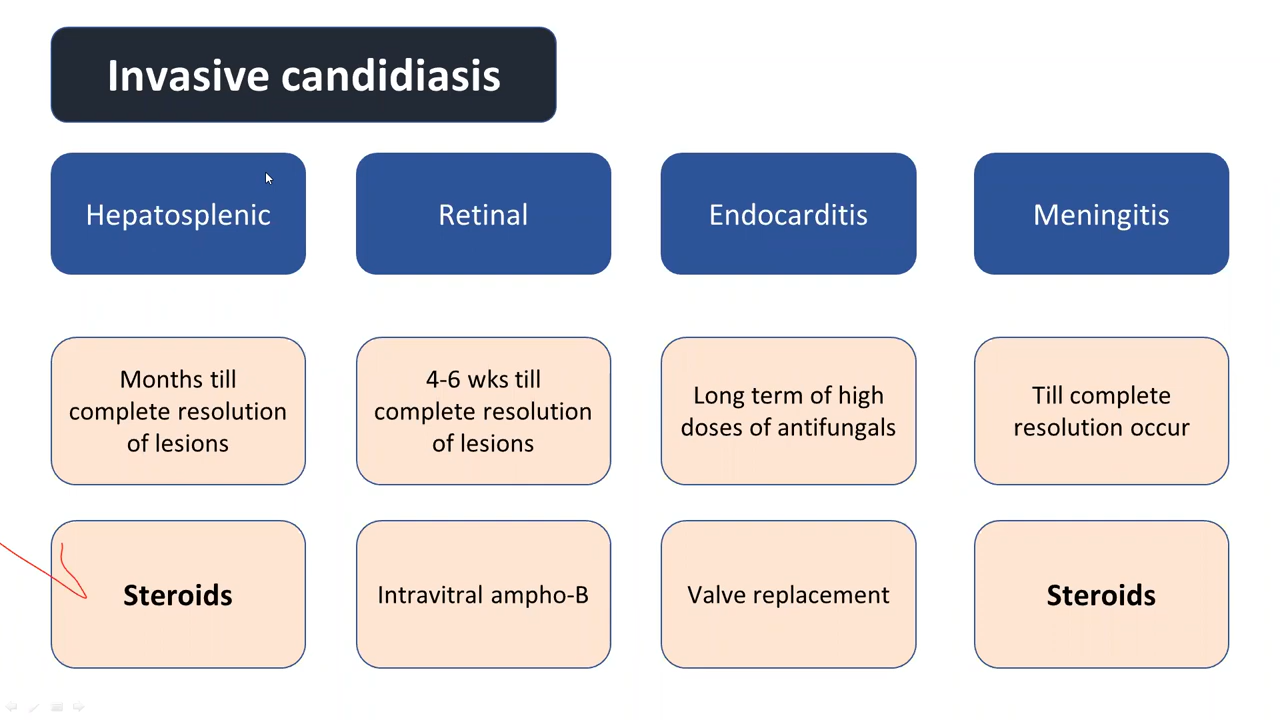 Invasive candidiasis
Hepatosplenic
Retinal
Endocarditis
Meningitis
Months till
complete resolution
of lesions
4-6 wks till
complete resolution
of lesions
Long term of high
doses of antifungals
Till complete
resolution occur
Steroids
Intravitral ampho-B
Valve replacement
Steroids